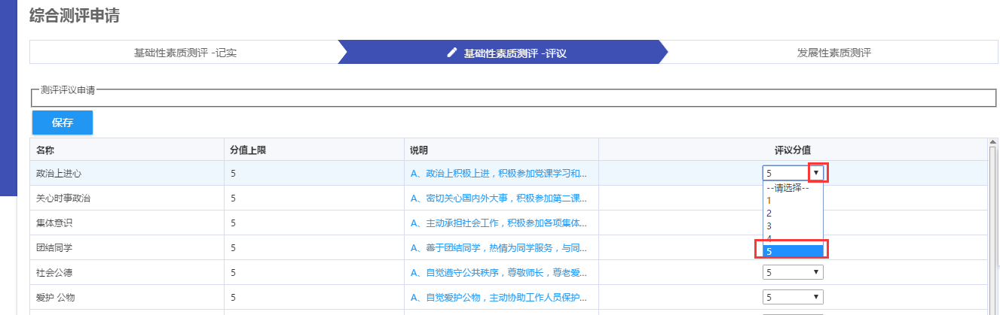 综合测评申请
基础性素质测评 -记实
基础性素质测评 -评议
发展性素质测评
测评评议申请
保存
名称 分值上限 说明 评议分值
政治上进心 5 A、政治上积极上进，积极参加党课学习和... 5
--请选择--
关心时事政治 5 A、密切关心国内外大事，积极参加第二课... 1
2
集体意识 5 A、主动承担社会工作，积极参加各项集体... 3
4
团结同学 5 A、善于团结同学，热情为同学服务，与同... 5
社会公德 5 A、自觉遵守公共秩序，尊敬师长，尊老爱... 5
爱护 公物 5 A、自觉爱护公物，主动协助工作人员保护... 5